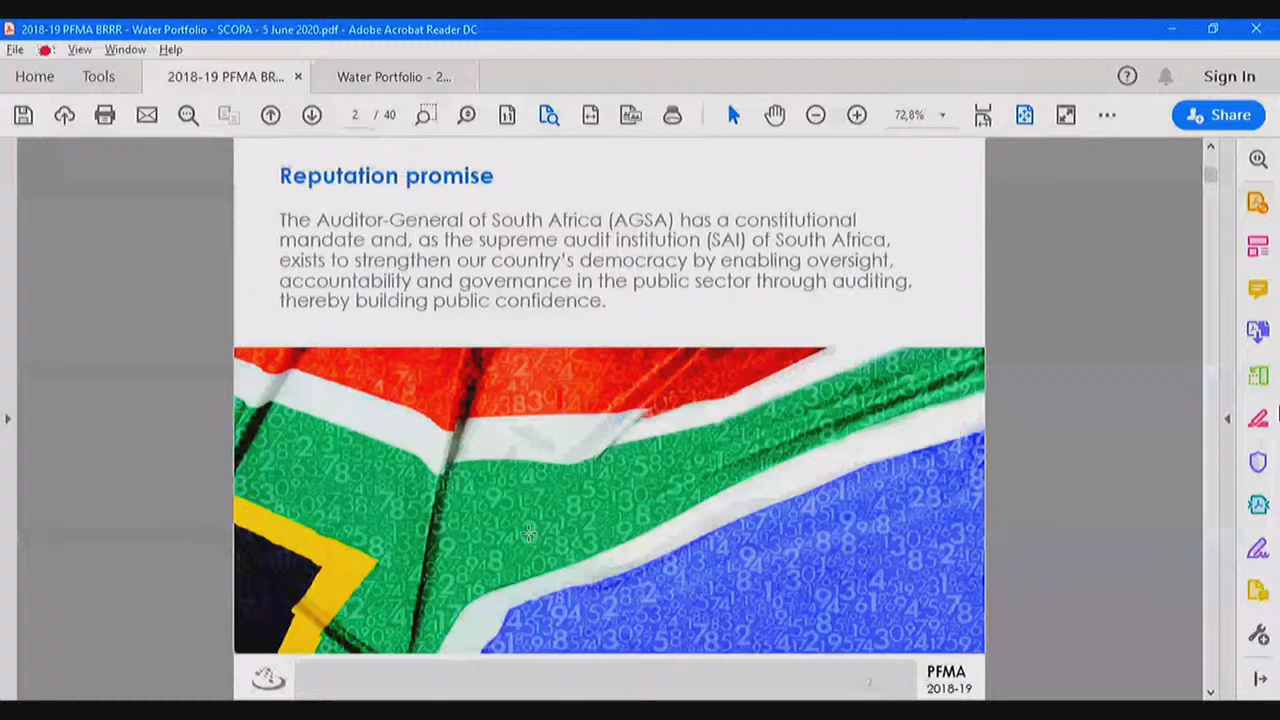 2018-19 PFMA BRRR - Water Portfolio - SCOPA - 5 June 2020.pdf - Adobe Acrobat Reader DC
File View Window Help
Home Tools 2018-19 PFMA BR... × Water Portfolio - 2... Sign In
2 / 40 72,8% Share
Reputation promise
The Auditor-General of South Africa (AGSA) has a constitutional
mandate and, as the supreme audit institution (SAI) of South Africa,
exists to strengthen our country's democracy by enabling oversight,
accountability and governance in the public sector through auditing,
thereby building public confidence.
PFMA
2018-19